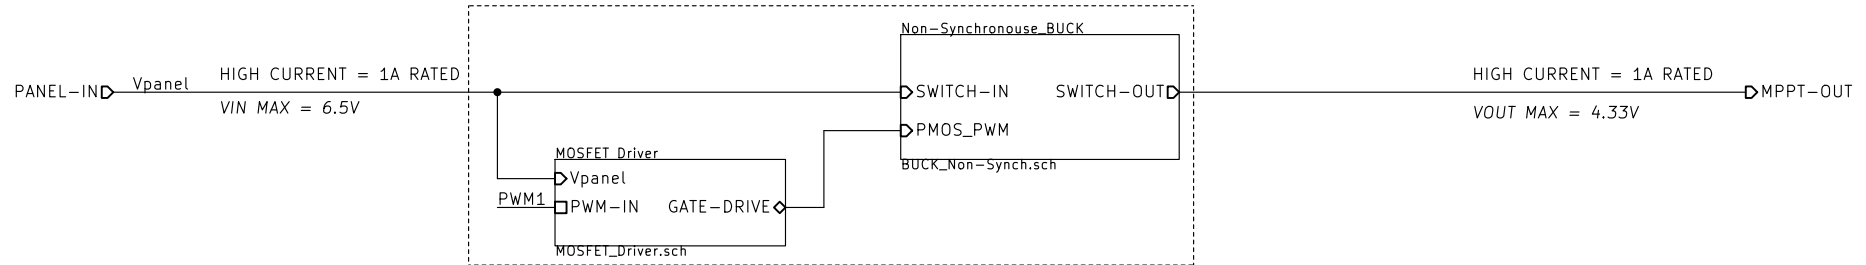 Non-Synchronouse_BUCK
HIGH CURRENT = 1A RATED
HIGH CURRENT = 1A RATED
PANEL-IN
Vpanel
SWITCH-IN
SWITCH-OUT
MPPT-OUT
VIN MAX = 6.5V
VOUT MAX = 4.33V
PMOS_PWM
MOSFET Driver
BUCK_Non-Synch.sch
Vpanel
PWM1
PWM-IN
GATE-DRIVE
MOSFET_Driver.sch